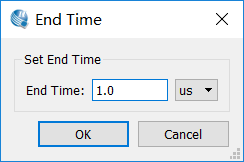 End Time
Set End Time
End Time: 1.0 us
OK Cancel